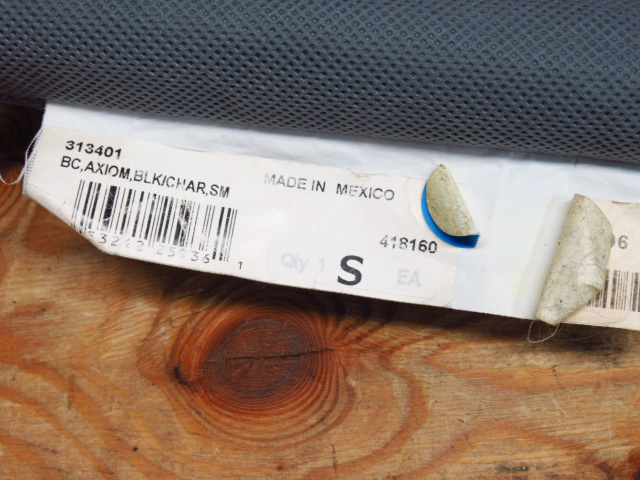 313401
BC,AXIOM,BLK/CHAR,SM
MADE IN MEXICO
418160
Qty 1 S EA